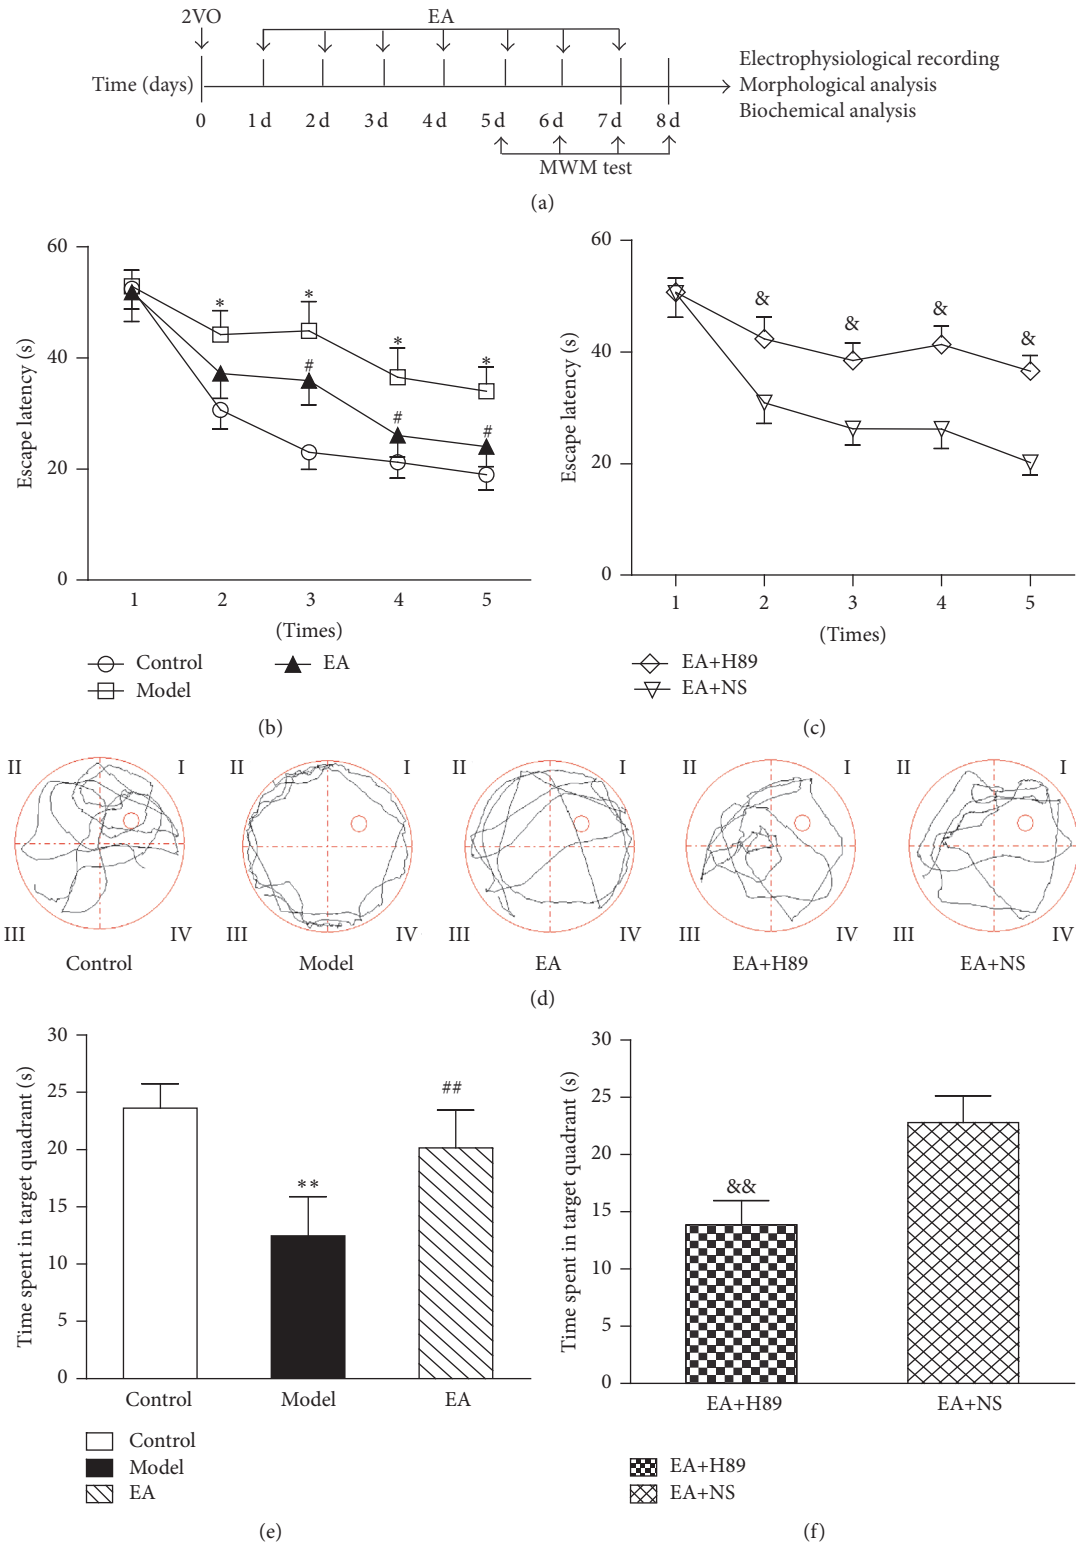 2VO EA
Time (days)
0 1 d 2 d 3 d 4 d 5 d 6 d 7 d 8 d
Electrophysiological recording
Morphological analysis
Biochemical analysis
MWM test
(a)
Escape latency (s)
60
40
20
0
* * * *
# # #
1 2 3 4 5
(Times)
Control EA
Model
(b)
Escape latency (s)
60
40
20
0
& & & &
1 2 3 4 5
(Times)
EA+H89
EA+NS
(c)
II I
III IV
Control
II I
III IV
Model
II I
III IV
EA
II I
III IV
EA+H89
II I
III IV
EA+NS
(d)
Time spent in target quadrant (s)
30
25
20
15
10
5
0
**
##
Control Model EA
Control
Model
EA
(e)
Time spent in target quadrant (s)
30
25
20
15
10
5
0
&&
EA+H89 EA+NS
EA+H89
EA+NS
(f)